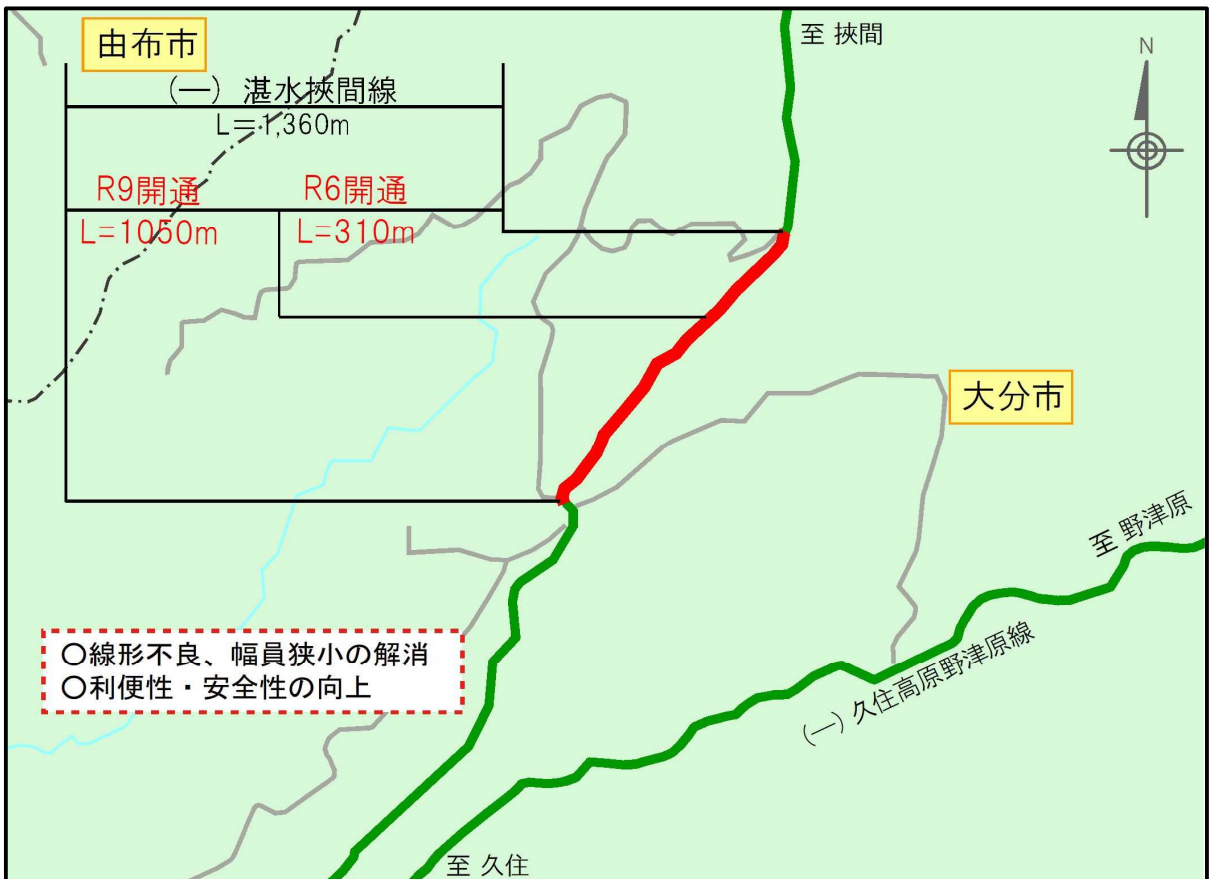 由布市
至 挾間
N
(一) 湛水挾間線
L=1,360m
R9開通
R6開通
L=1050m
L=310m
大分市
至 野津原
○線形不良、幅員狭小の解消
○利便性・安全性の向上
(一) 久住高原野津原線
至 久住